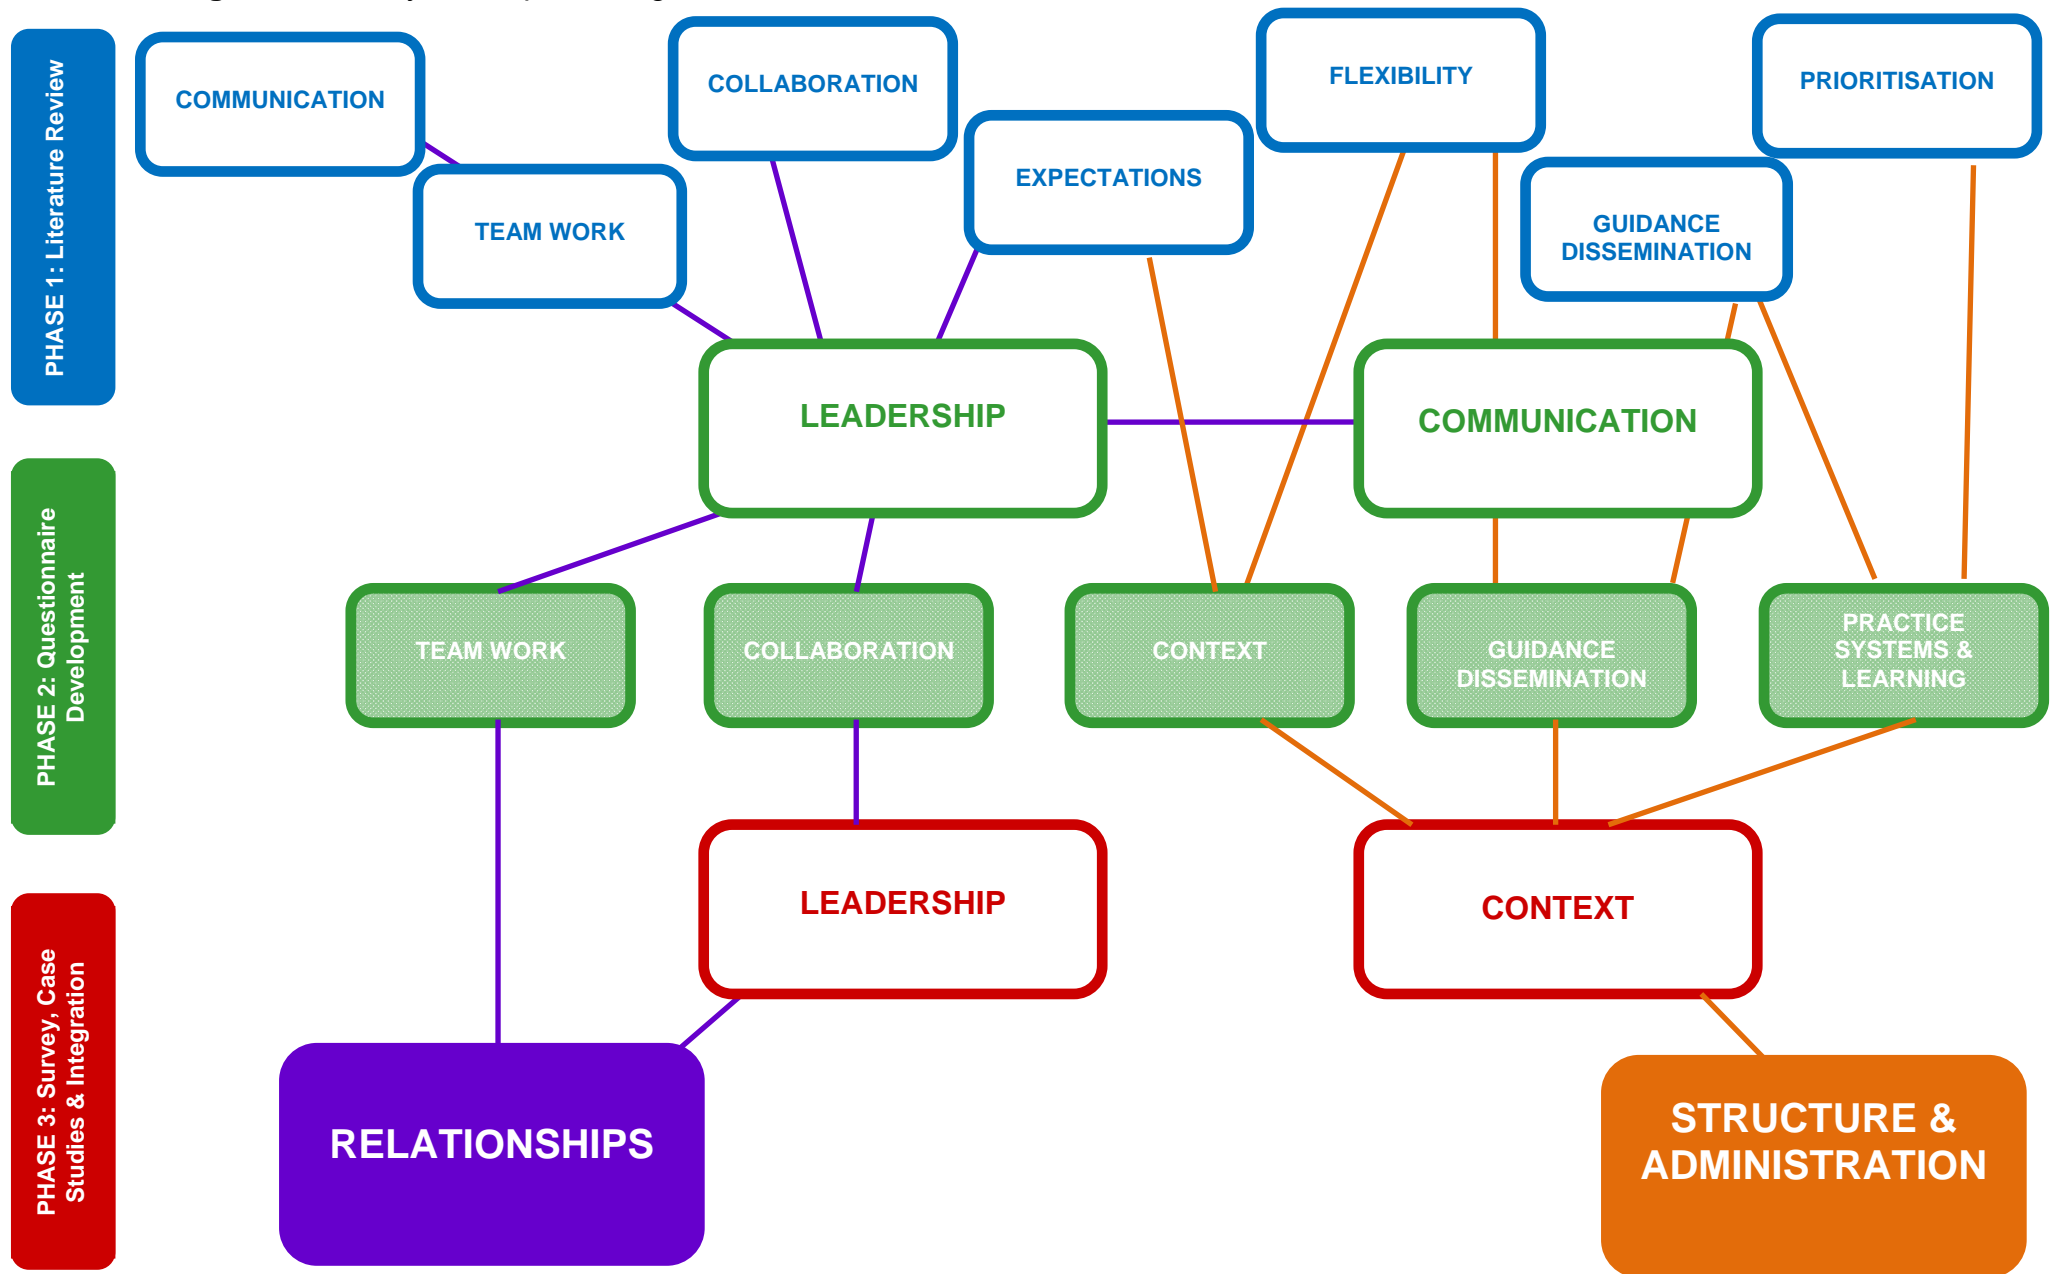 COMMUNICATION
COLLABORATION
FLEXIBILITY
PRIORITISATION
EXPECTATIONS
TEAM WORK
GUIDANCE
DISSEMINATION
PHASE 1: Literature Review
LEADERSHIP
COMMUNICATION
PHASE 2: Questionnaire
Development
TEAM WORK
COLLABORATION
CONTEXT
GUIDANCE
DISSEMINATION
PRACTICE
SYSTEMS &
LEARNING
LEADERSHIP
CONTEXT
PHASE 3: Survey, Case
Studies & Integration
RELATIONSHIPS
STRUCTURE &
ADMINISTRATION